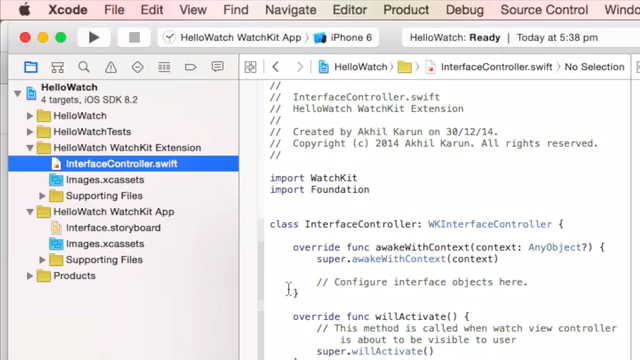 Xcode File Edit View Find Navigate Editor Product Debug Source Control Window
HelloWatch WatchKit App iPhone 6 HelloWatch: Ready Today at 5:38 pm
HelloWatch InterfaceController.swift No Selection
HelloWatch
4 targets, iOS SDK 8.2
HelloWatch
HelloWatchTests
HelloWatch WatchKit Extension
InterfaceController.swift
Images.xcassets
Supporting Files
HelloWatch WatchKit App
Interface.storyboard
Images.xcassets
Supporting Files
Products
//
// InterfaceController.swift
// HelloWatch WatchKit Extension
//
// Created by Akhil Karun on 30/12/14.
// Copyright (c) 2014 Akhil Karun. All rights reserved.
//
import WatchKit
import Foundation
class InterfaceController: WKInterfaceController {
override func awakeWithContext(context: AnyObject?) {
super.awakeWithContext(context)
// Configure interface objects here.
}
override func willActivate() {
// This method is called when watch view controller
is about to be visible to user
super.willActivate()